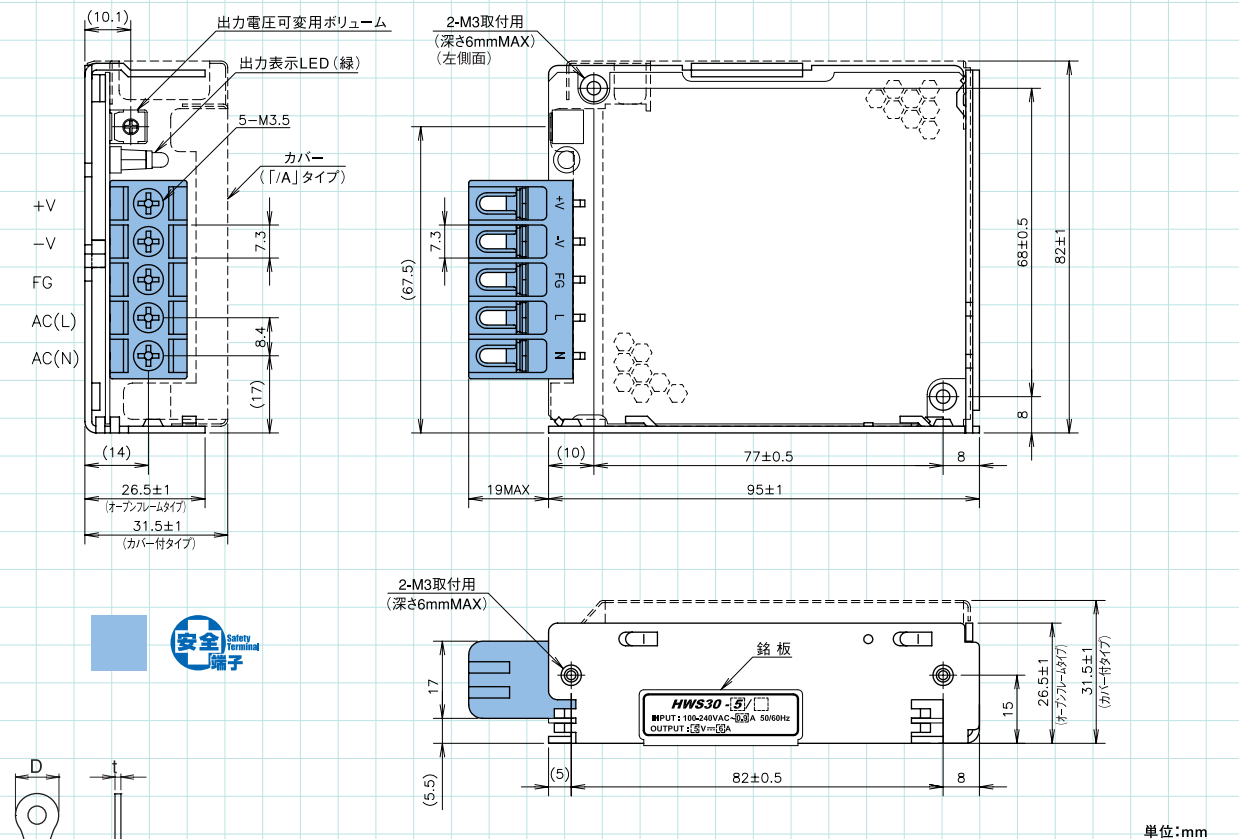 (10.1)
出力電圧可変用ボリューム
出力表示LED(緑)
5-M3.5
カバー
(「/A」タイプ)
+V
-V
FG
AC(L)
AC(N)
7.3
8.4
(17)
(14)
26.5±1
(オープンフレームタイプ)
31.5±1
(カバー付タイプ)
2-M3取付用
(深さ6mmMAX)
(左側面)
(67.5)
7.3
+V
-V
FG
L
N
68±0.5
82±1
8
(10)
77±0.5
8
19MAX
95±1
安全端子
Safety
Terminal
2-M3取付用
(深さ6mmMAX)
銘 板
HWS30-5/□
INPUT : 100-240VAC~0.9A 50/60Hz
OUTPUT : 5V 6A
17
(5.5)
(5)
82±0.5
8
15
26.5±1
(オープンフレームタイプ)
31.5±1
(カバー付タイプ)
D
t
単位:mm